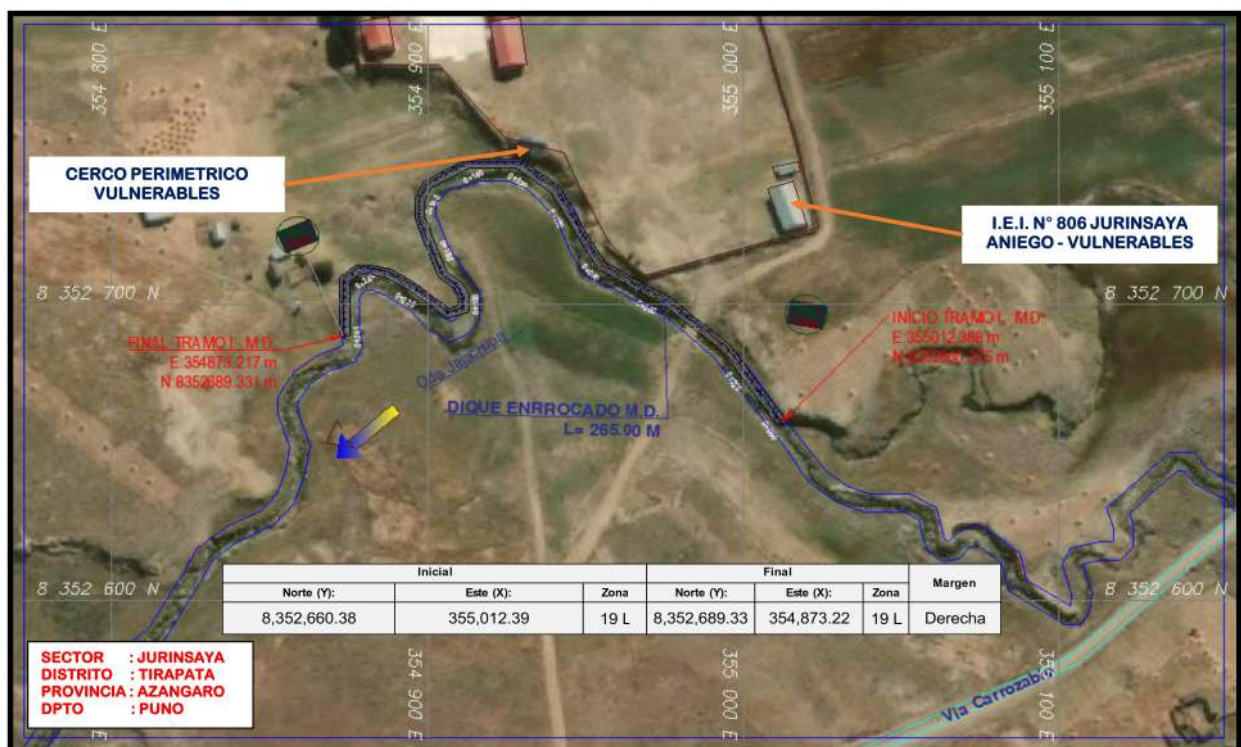 354 800 E
354 900 E
355 000 E
355 100 E
CERCO PERIMETRICO
VULNERABLES
I.E.I. N° 806 JURINSAYA
ANIEGO - VULNERABLES
8 352 700 N
8 352 700 N
INICIO TRAMO I - M.D.
E:355012.388 m
FINAL TRAMO I - M.D.
E: 354873.217 m
N:8352689.331 m
DIQUE ENRROCADO M.D.
L= 265.00 M
8 352 600 N
8 352 600 N
Inicial Final Margen
Norte (Y): Este (X): Zona Norte (Y): Este (X): Zona
8,352,660.38 355,012.39 19 L 8,352,689.33 354,873.22 19 L Derecha
SECTOR : JURINSAYA
DISTRITO : TIRAPATA
PROVINCIA : AZANGARO
DPTO : PUNO
354 900 E
355 000 E
355 100 E
Via Carrozable